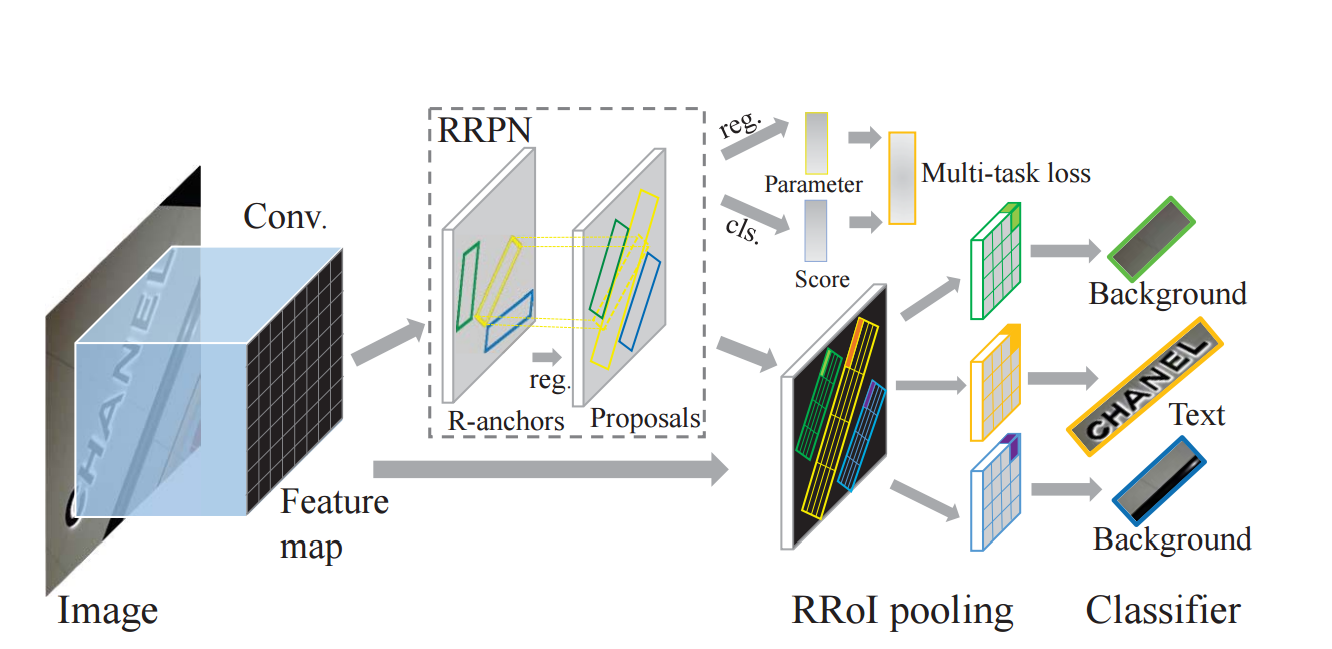 RRPN
reg.
Parameter
Multi-task loss
cls.
Score
Conv.
CHANEL
R-anchors
reg.
Proposals
Feature
map
Image
Background
CHANEL
Text
Background
RRoI pooling
Classifier